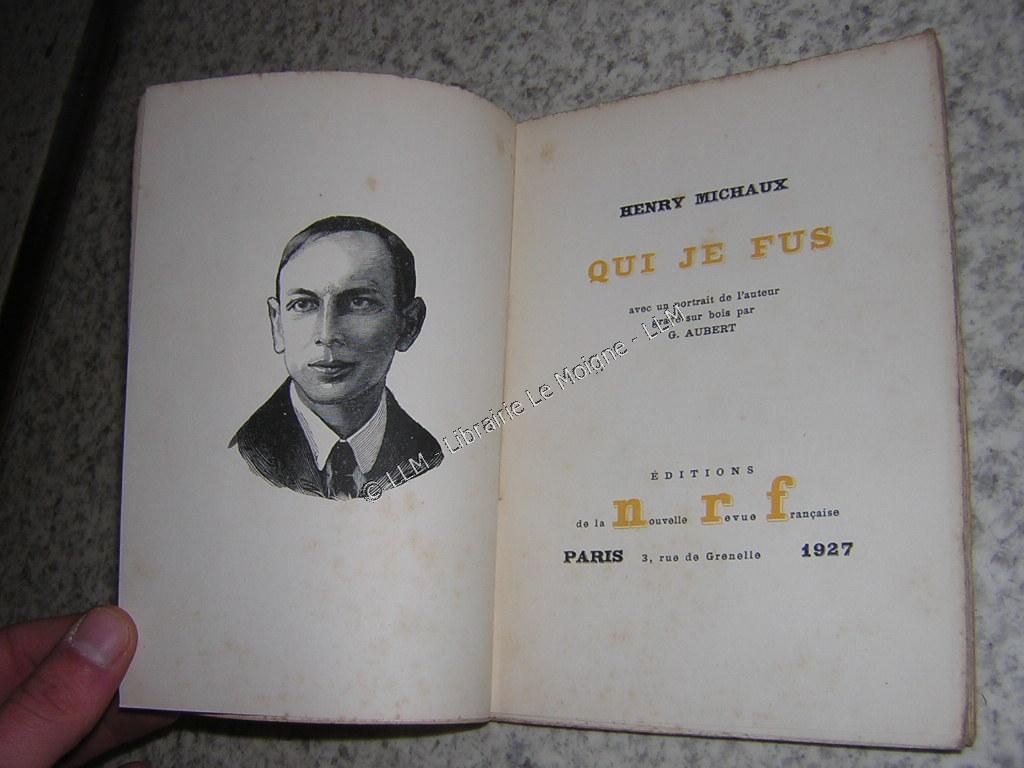 HENRY MICHAUX
QUI JE FUS
avec un portrait de l'auteur
gravé sur bois par
G. AUBERT
© LLM - Librairie Le Moigne - LLM
ÉDITIONS
de la nouvelle revue française
PARIS 3, rue de Grenelle 1927